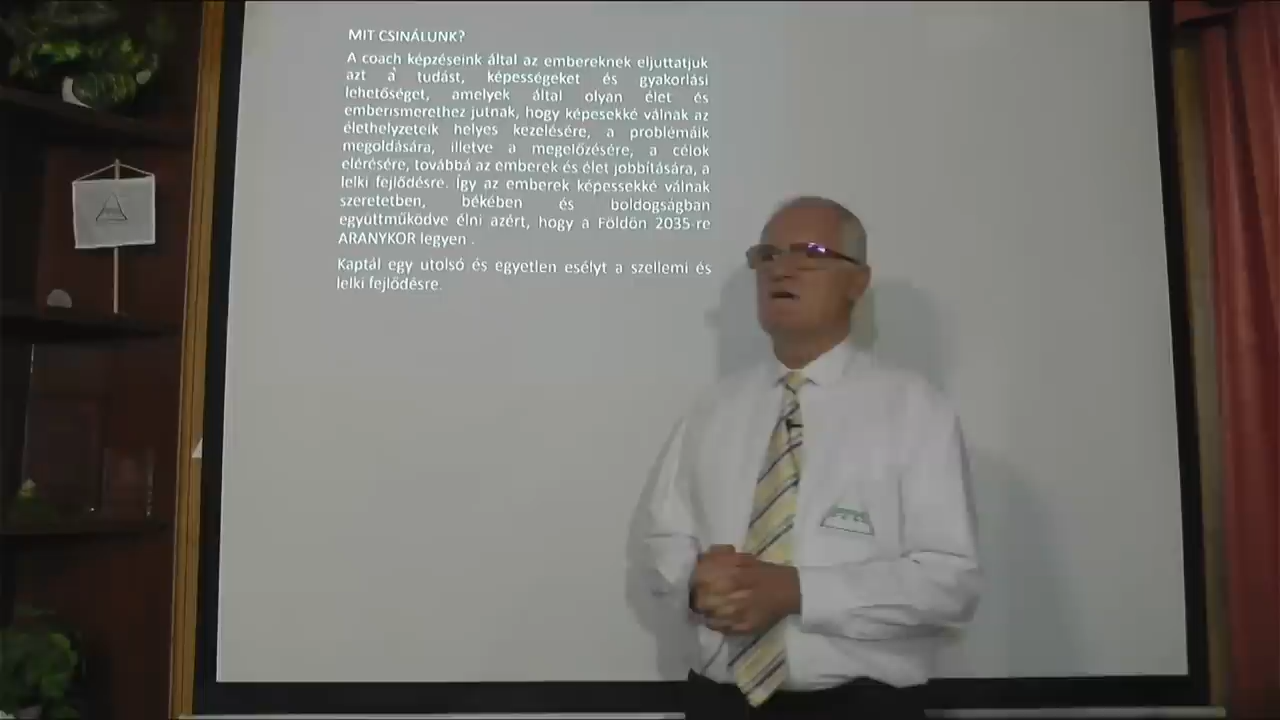 MIT CSINÁLUNK?
A coach képzéseink által az embereknek eljuttatjuk
azt a tudást, képességeket és gyakorlási
lehetőséget, amelyek által olyan élet és
emberismerethez jutnak, hogy képesekké válnak az
élethelyzeteik helyes kezelésére, a problémáik
megoldására, illetve a megelőzésére, a célok
elérésére, továbbá az emberek és élet jobbítására, a
lelki fejlődésre. Így az emberek képessekké válnak
szeretetben, békében és boldogságban
együttműködve élni azért, hogy a Földön 2035-re
ARANYKOR legyen .
Kaptál egy utolsó és egyetlen esélyt a szellemi és
lelki fejlődésre.